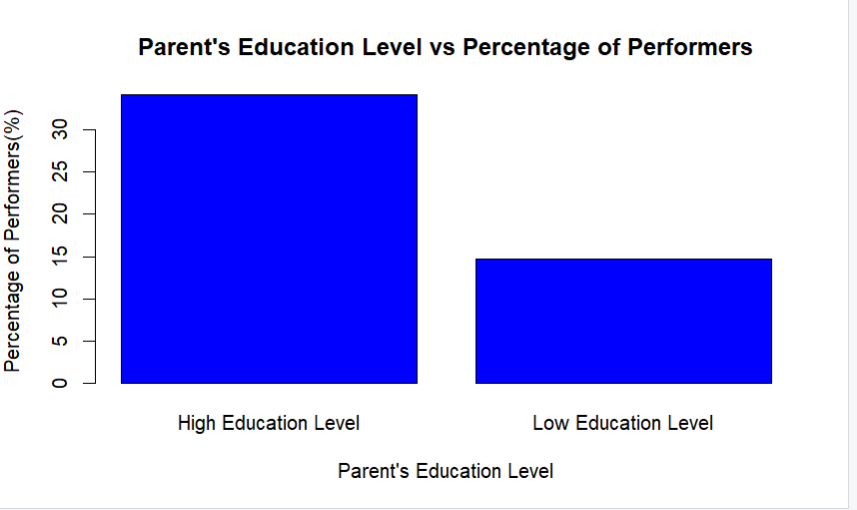 Parent's Education Level vs Percentage of Performers
Percentage of Performers(%)
30
25
20
15
10
5
0
High Education Level
Low Education Level
Parent's Education Level